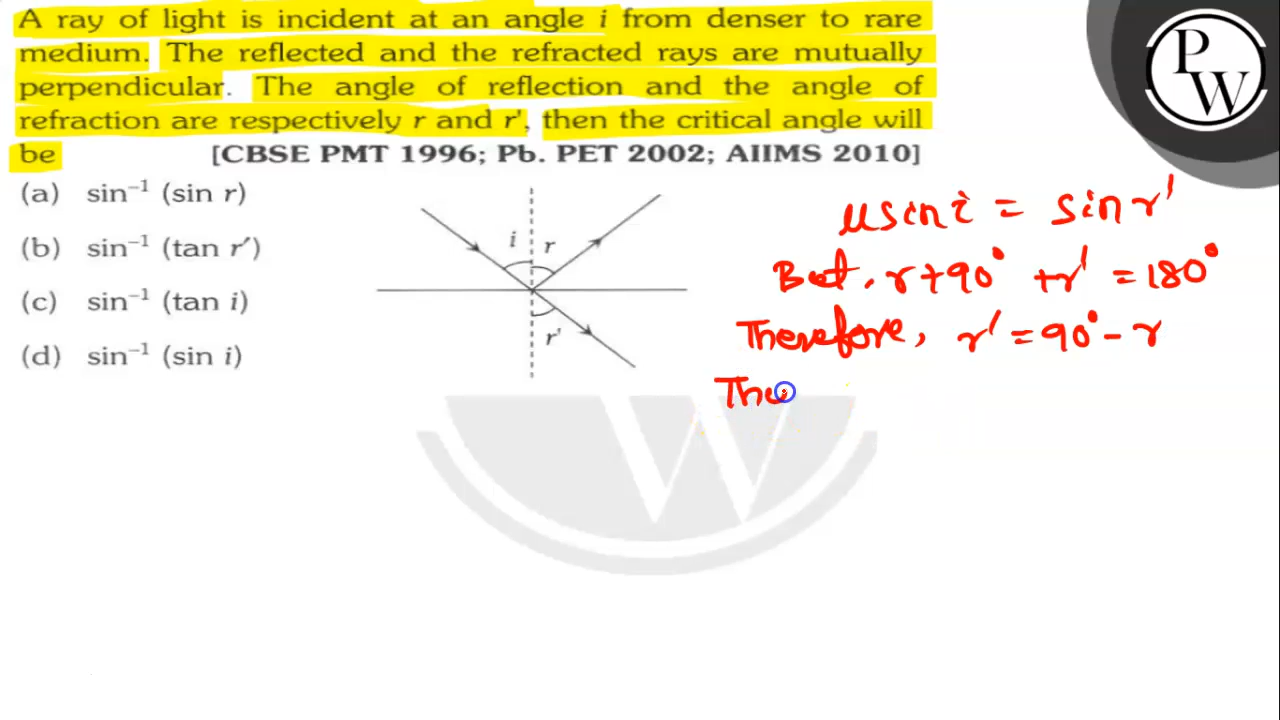 A ray of light is incident at an angle i from denser to rare
medium. The reflected and the refracted rays are mutually
perpendicular. The angle of reflection and the angle of
refraction are respectively r and r', then the critical angle will
be [CBSE PMT 1996; Pb. PET 2002; AIIMS 2010]
(a) sin⁻¹ (sin r)
(b) sin⁻¹ (tan r')
(c) sin⁻¹ (tan i)
(d) sin⁻¹ (sin i)
i r
r'
μ sin i = sin r'
But, r + 90° + r' = 180°
Therefore, r' = 90° - r
The
P
W